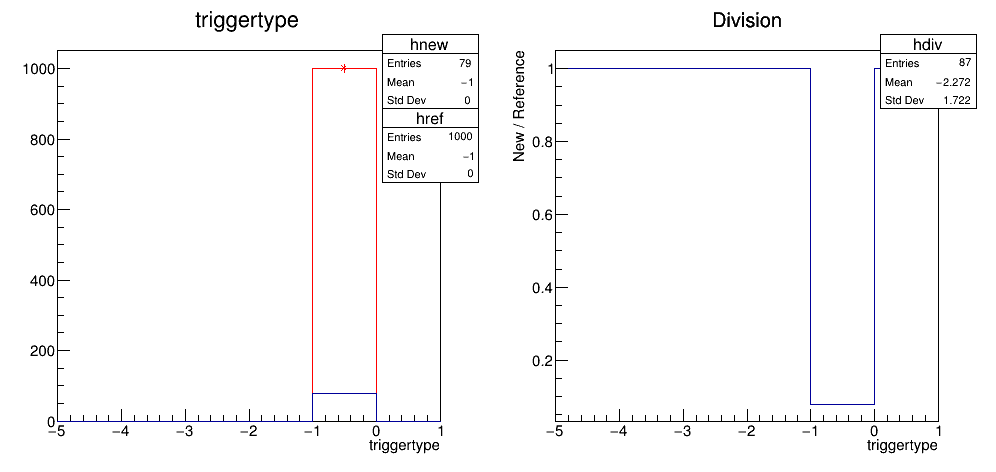 triggertype
hnew
Entries 79
Mean −1
Std Dev 0
href
Entries 1000
Mean −1
Std Dev 0
1000
800
600
400
200
0
−5 −4 −3 −2 −1 0 1
triggertype
Division
hdiv
Entries 87
Mean −2.272
Std Dev 1.722
New / Reference
1
0.8
0.6
0.4
0.2
−5 −4 −3 −2 −1 0 1
triggertype